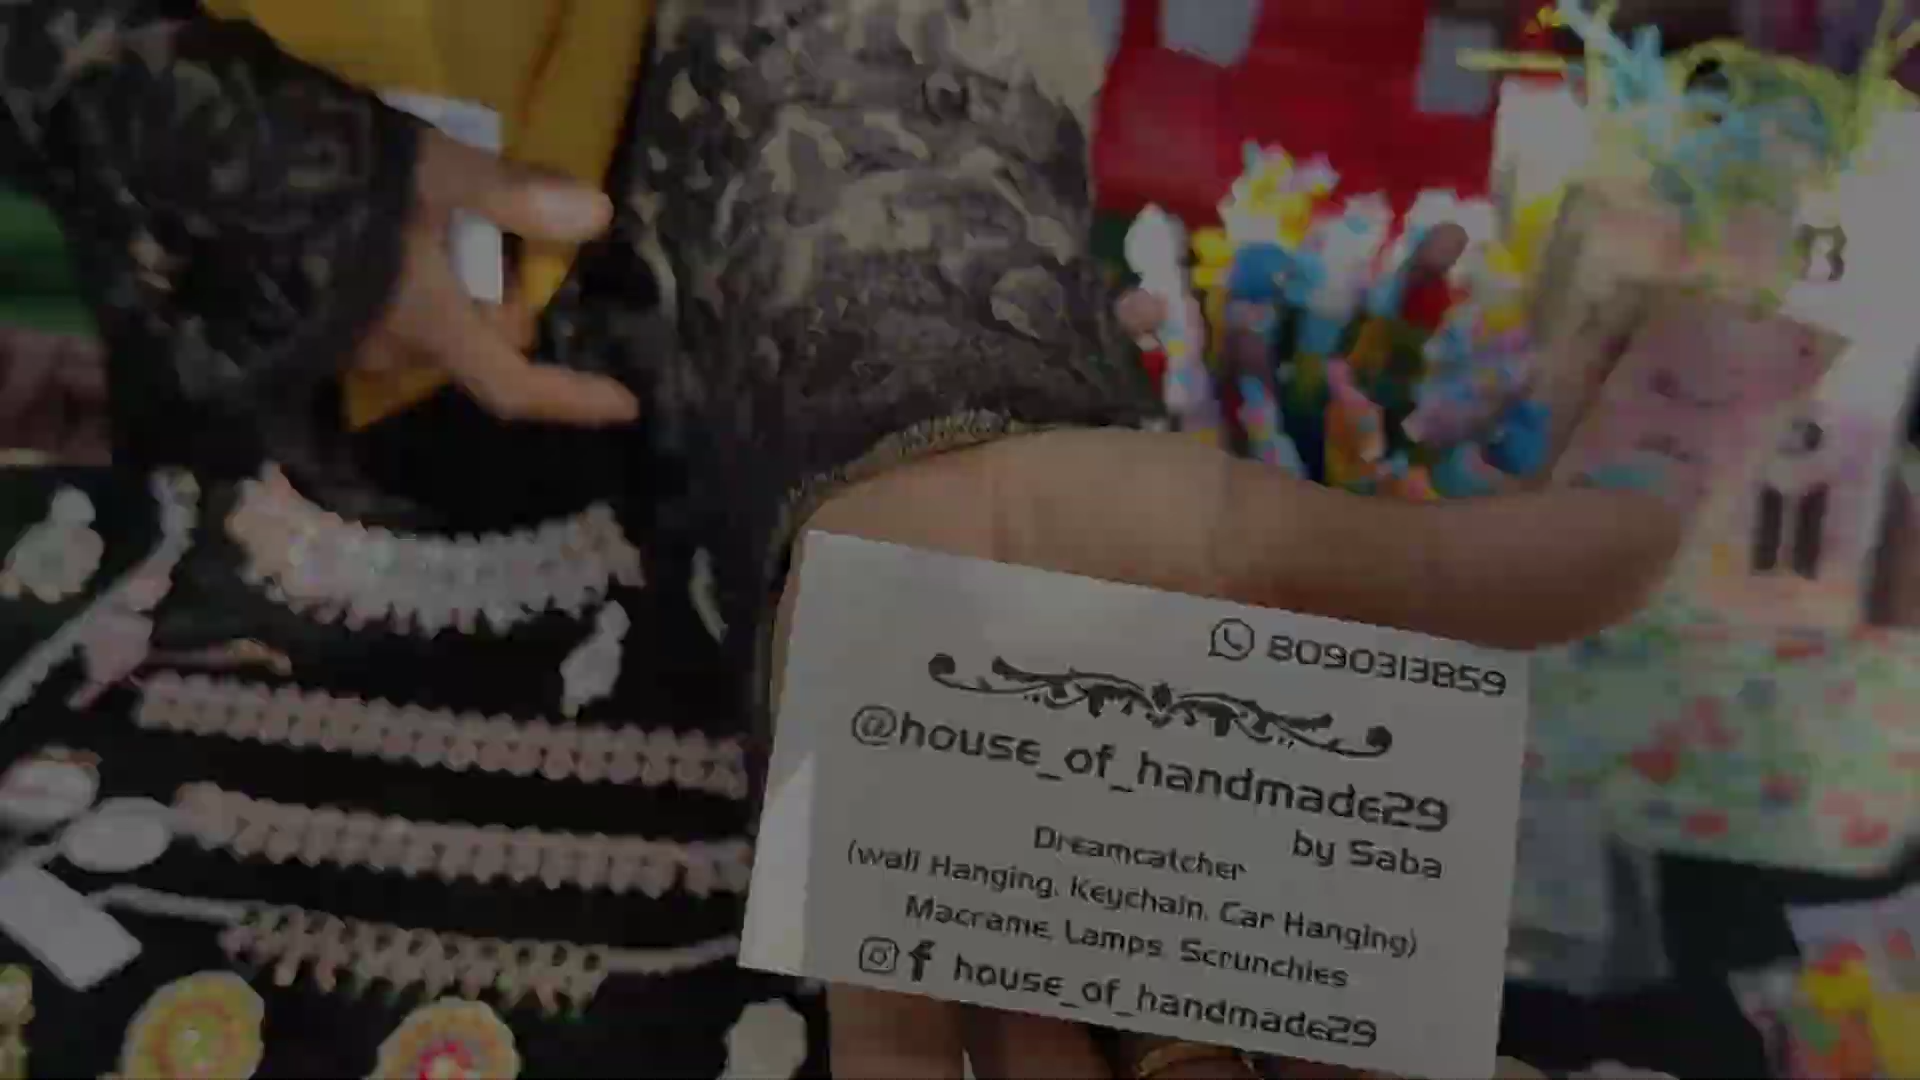 8090313859
@house_of_handmade29
by Saba
Dreamcatcher
(wall Hanging, Keychain, Car Hanging)
Macrame, Lamps, Scrunchies
house_of_handmade29